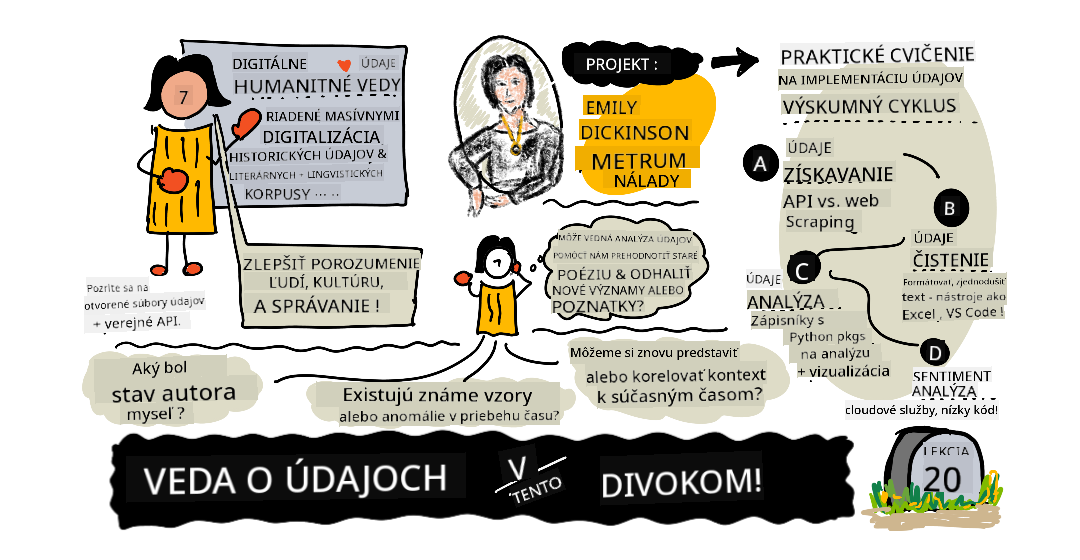 7
DIGITÁLNE ÚDAJE
HUMANITNÉ VEDY
RIADENÉ MASÍVNYMI
DIGITALIZÁCIA
HISTORICKÝCH ÚDAJOV &
LITERÁRNYCH + LINGVISTICKÝCH
KORPUSY ... ..
ZLEPŠIŤ POROZUMENIE
ĽUDÍ, KULTÚRU,
A SPRÁVANIE !
Pozrite sa na
otvorené súbory údajov
+ verejné API.
PROJEKT :
EMILY
DICKINSON
METRUM
NÁLADY
?
MÔŽE VEDNÁ ANALÝZA ÚDAJOV
POMÔCŤ NÁM PREHODNOTIŤ STARÉ
POÉZIU & ODHALIŤ
NOVÉ VÝZNAMY ALEBO
POZNATKY?
PRAKTICKÉ CVIČENIE
NA IMPLEMENTÁCIU ÚDAJOV
VÝSKUMNÝ CYKLUS
A
ÚDAJE
ZÍSKAVANIE
API vs. web
Scraping
B
ÚDAJE
ČISTENIE
Formátovať, zjednodušiť
text - nástroje ako
Excel , VS Code !
C
ÚDAJE
ANALÝZA
Zápisníky s
Python pkgs
na analýzu
+ vizualizácia
D
SENTIMENT
ANALÝZA
cloudové služby, nízky kód!
Aký bol
stav autora
myseľ ?
Existujú známe vzory
alebo anomálie v priebehu času?
Môžeme si znovu predstaviť
alebo korelovať kontext
k súčasným časom?
VEDA O ÚDAJOCH
V
TENTO
DIVOKOM!
LEKCIA
20